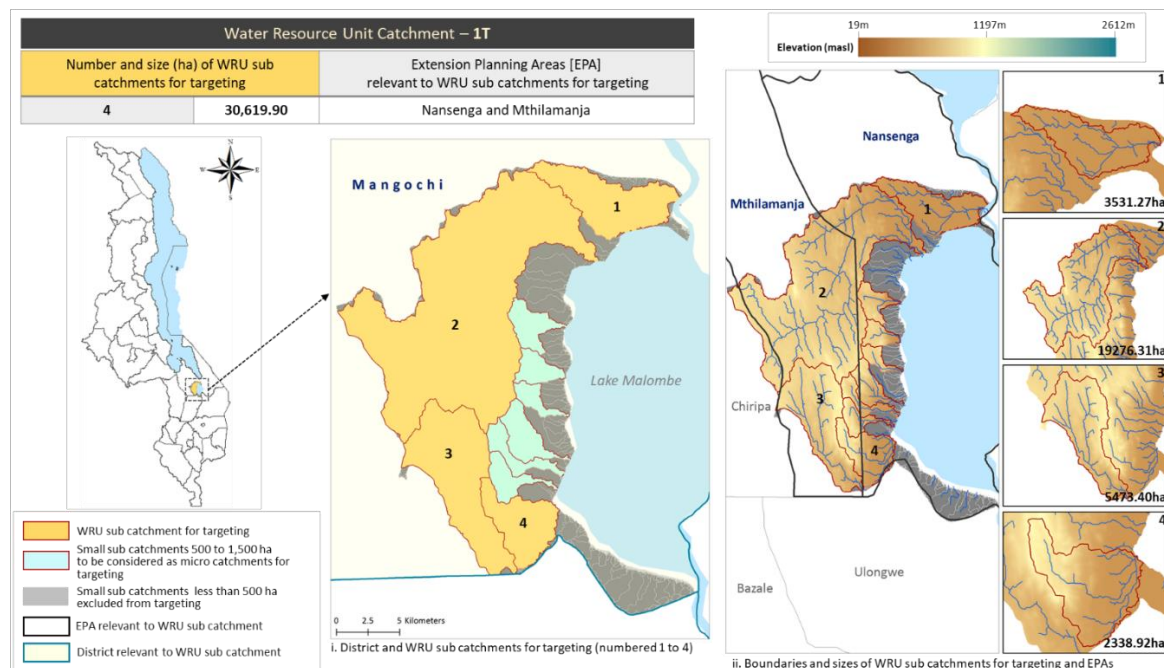 Water Resource Unit Catchment – 1T
Number and size (ha) of WRU sub
catchments for targeting
Extension Planning Areas [EPA]
relevant to WRU sub catchments for targeting
4
30,619.90
Nansenga and Mthilamanja
19m
1197m
2612m
Elevation (masl)
N
W
E
S
Mangochi
1
2
3
4
Lake Malombe
0
2.5
5 Kilometers
i. District and WRU sub catchments for targeting (numbered 1 to 4)
WRU sub catchment for targeting
Small sub catchments 500 to 1,500 ha
to be considered as micro catchments for
targeting
Small sub catchments less than 500 ha
excluded from targeting
EPA relevant to WRU sub catchment
District relevant to WRU sub catchment
Nansenga
Mthilamanja
1
2
3
4
Chiripa
Bazale
Ulongwe
ii. Boundaries and sizes of WRU sub catchments for targeting and EPAs
1
3531.27ha
2
19276.31ha
3
5473.40ha
4
2338.92ha